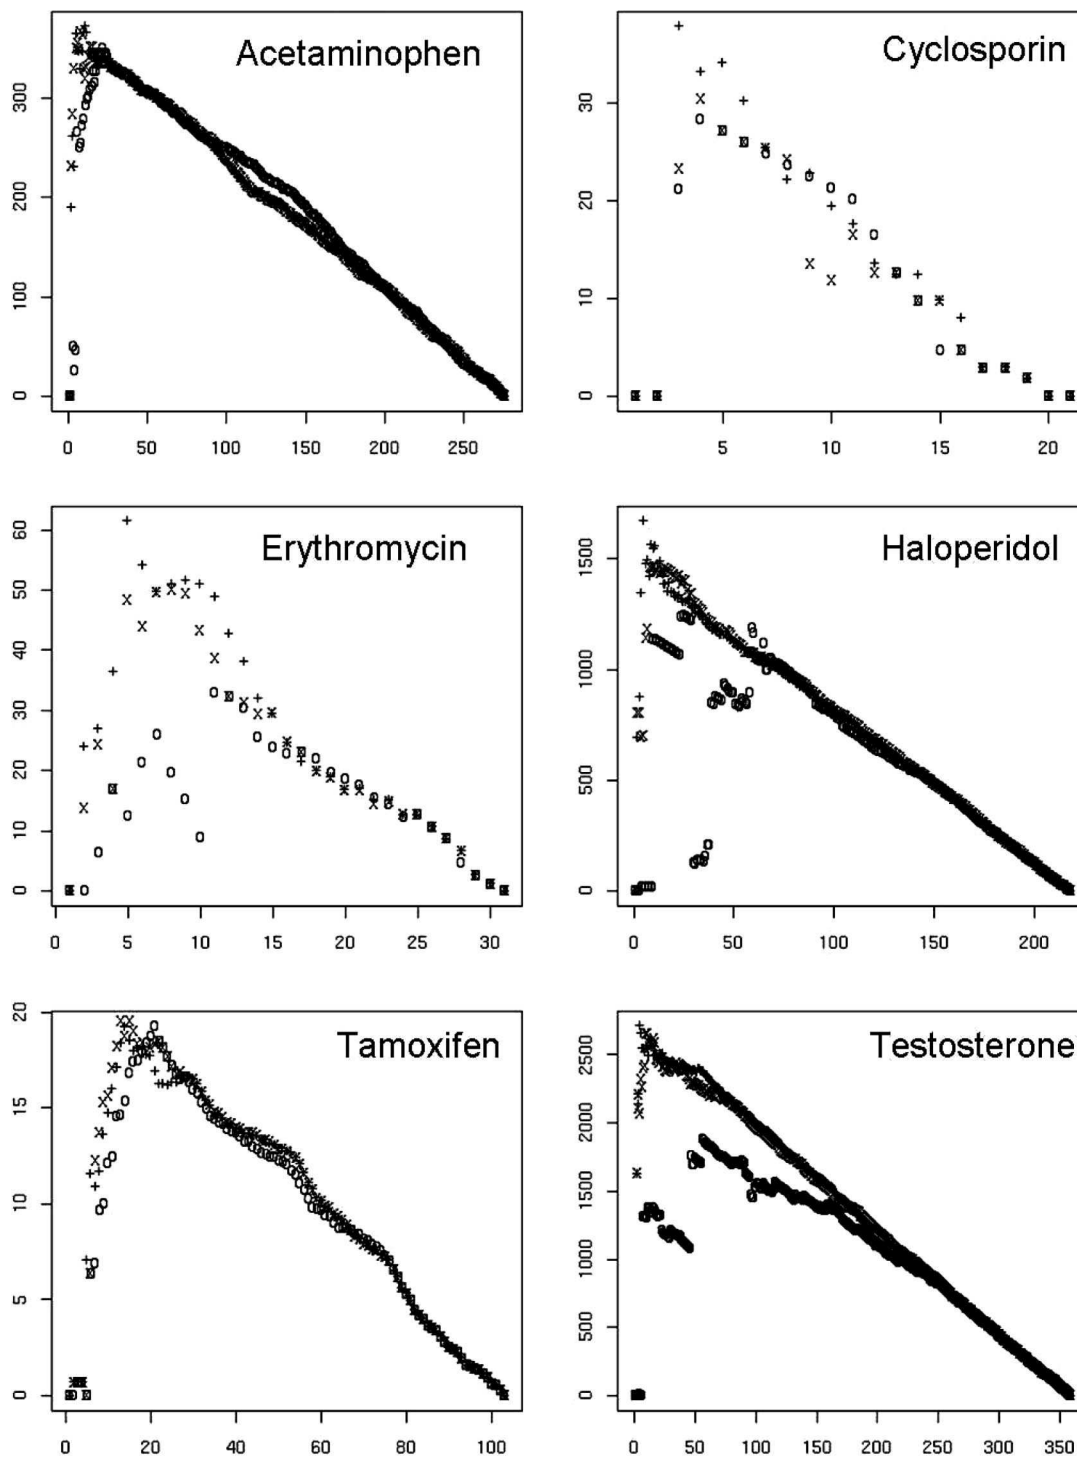 Acetaminophen
0 100 200 300
0 50 100 150 200 250
Cyclosporin
0 10 20 30
5 10 15 20
Erythromycin
0 10 20 30 40 50 60
0 5 10 15 20 25 30
Haloperidol
0 500 1000 1500
0 50 100 150 200
Tamoxifen
0 5 10 15 20
0 20 40 60 80 100
Testosterone
0 500 1000 1500 2000 2500
0 50 100 150 200 250 300 350